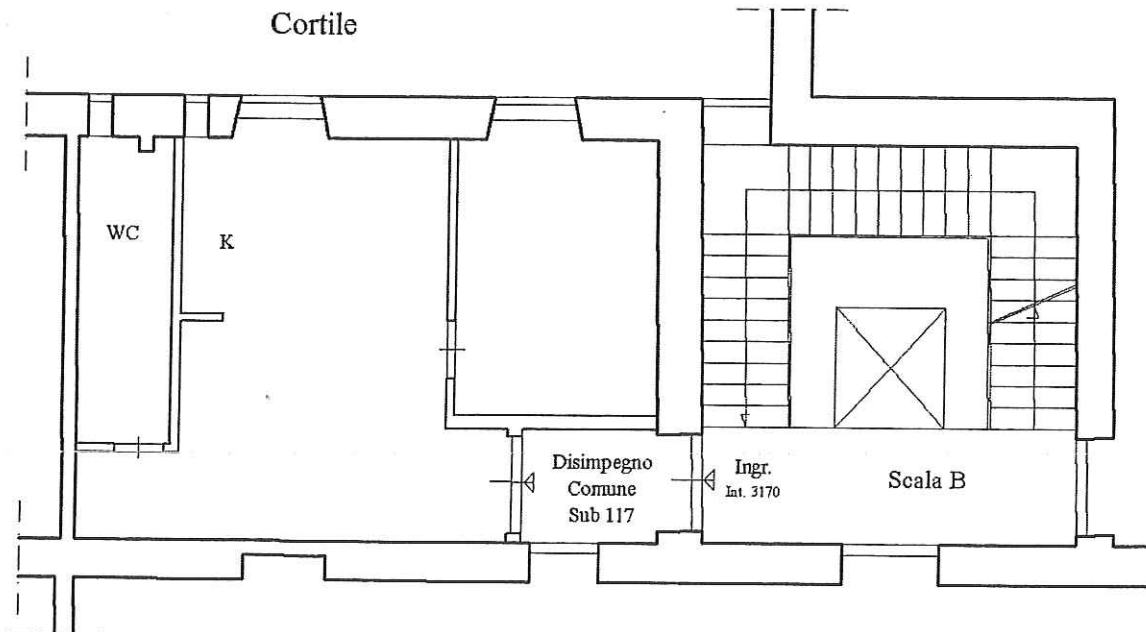 Cortile
WC
K
Disimpegno
Comune
Sub 117
Ingr.
Int. 3170
Scala B